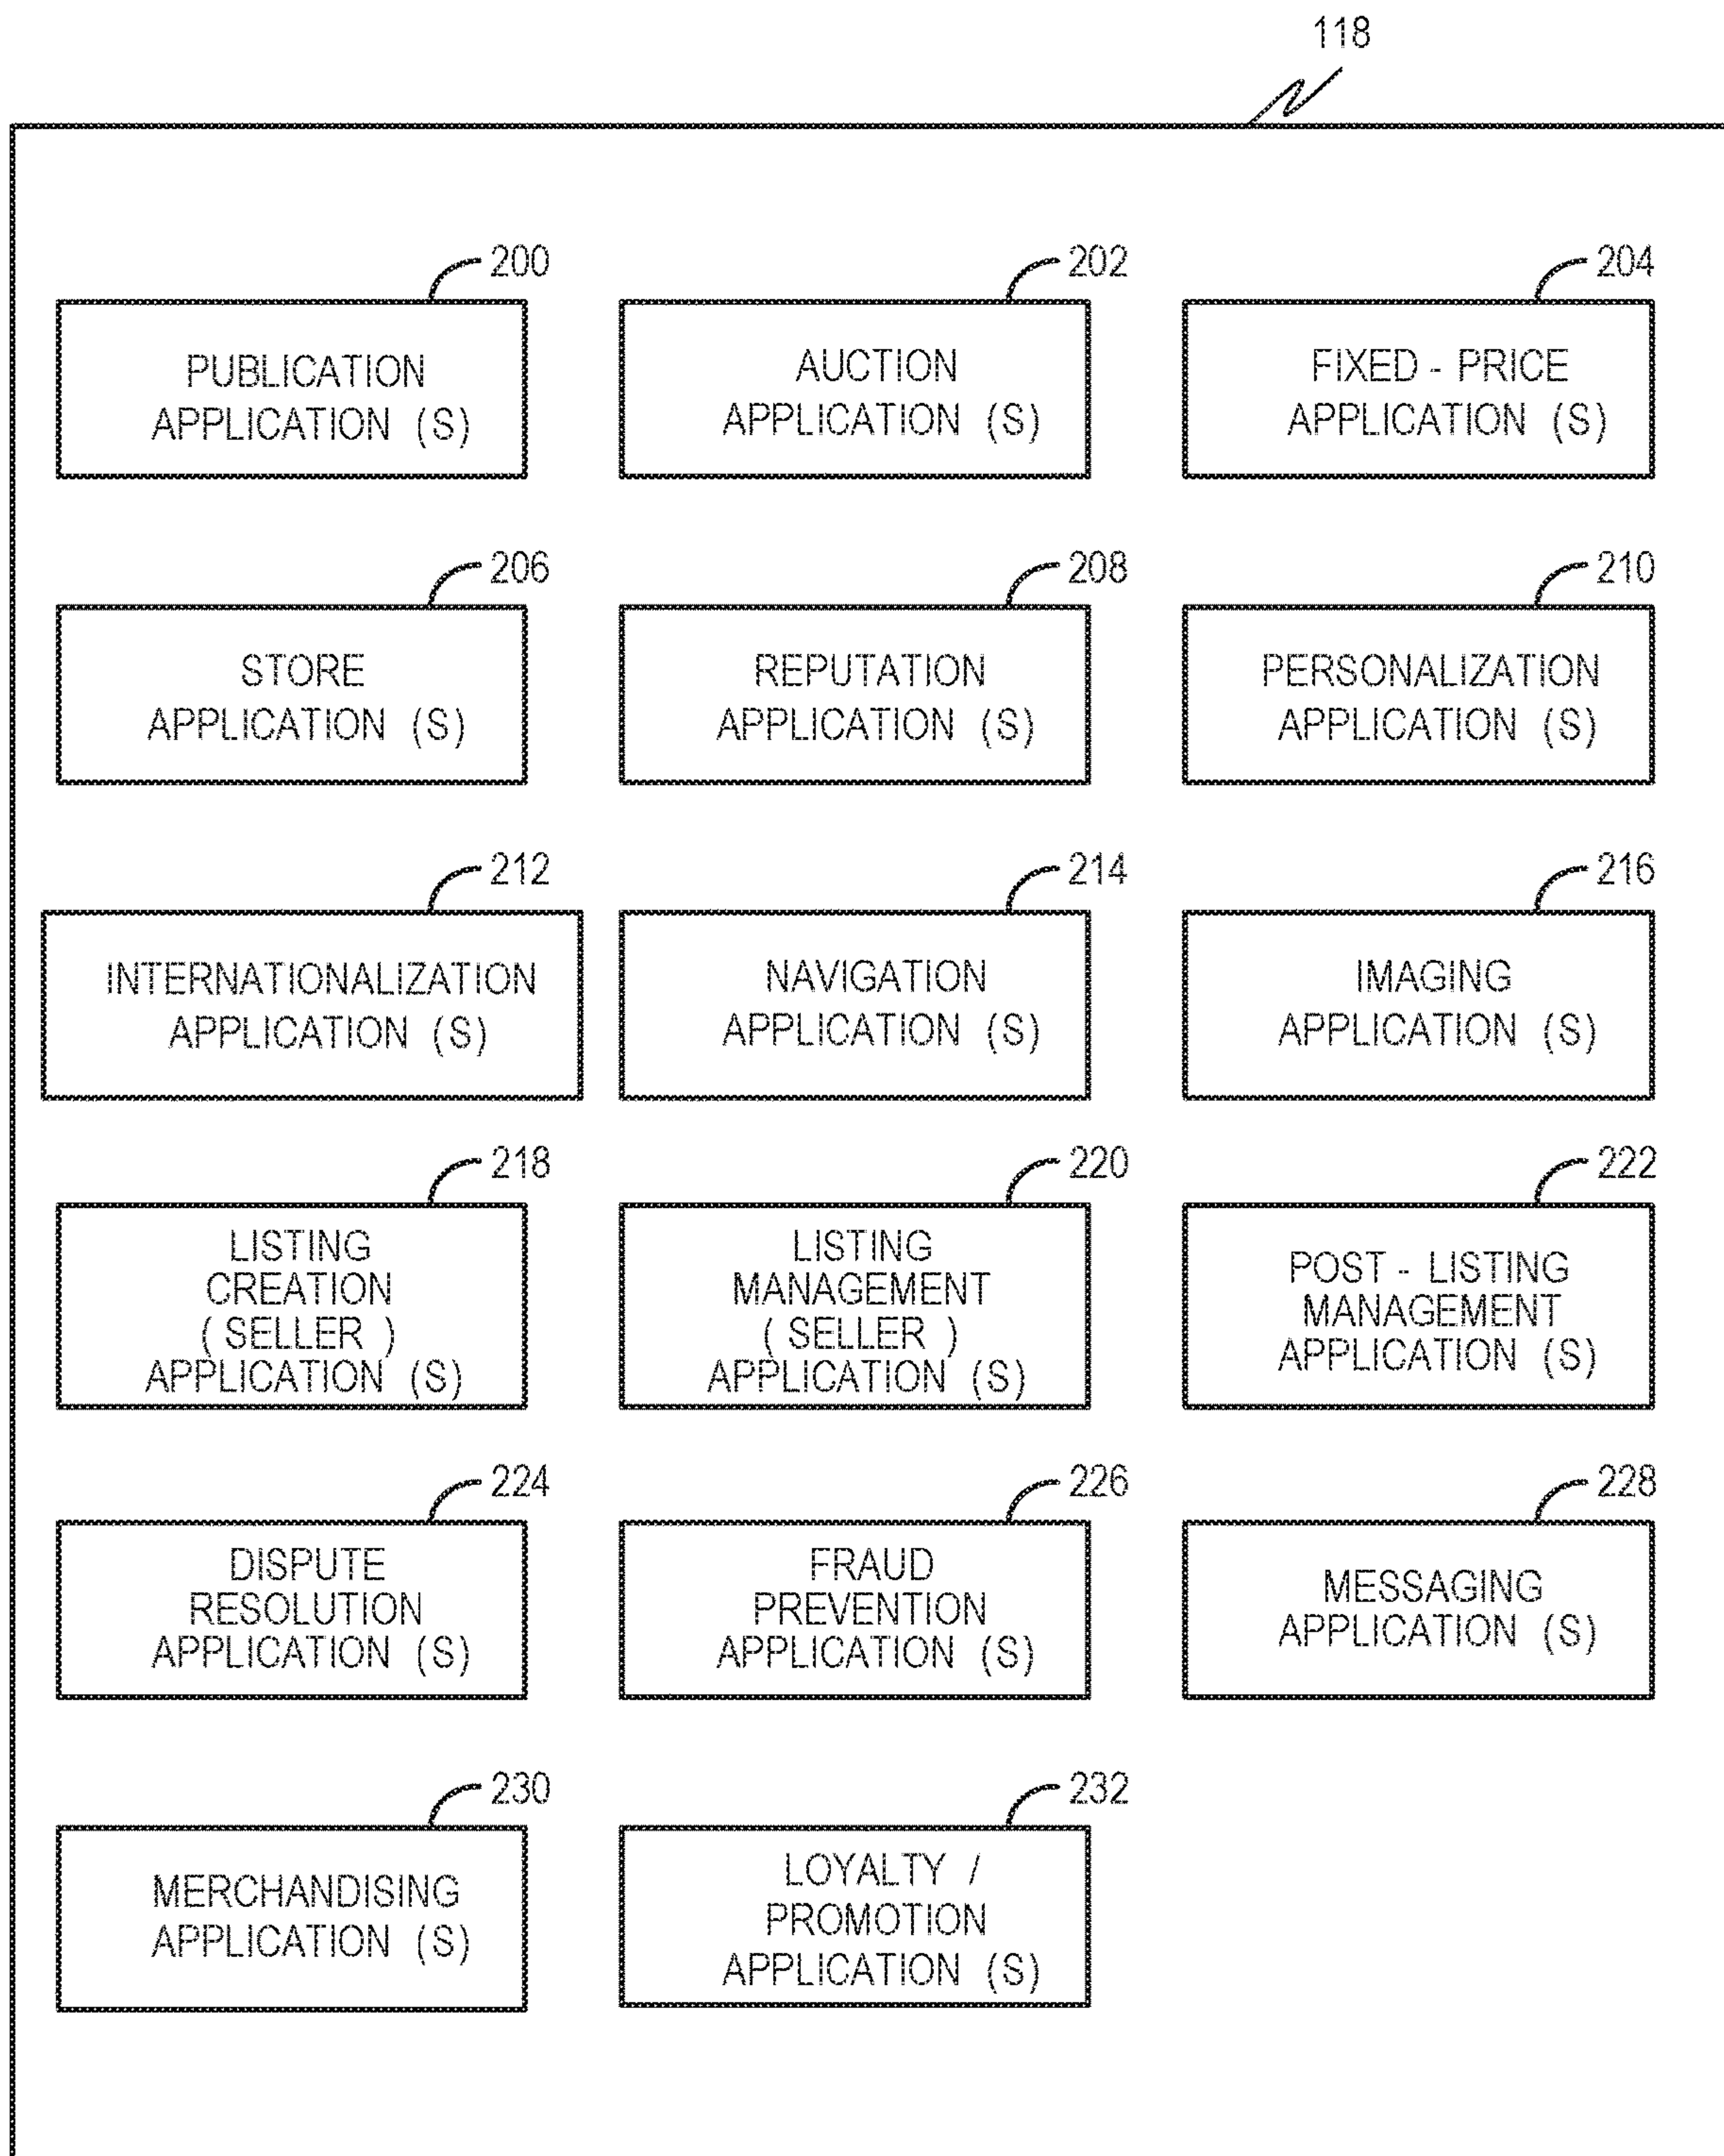 118
200
PUBLICATION
APPLICATION (S)
202
AUCTION
APPLICATION (S)
204
FIXED - PRICE
APPLICATION (S)
206
STORE
APPLICATION (S)
208
REPUTATION
APPLICATION (S)
210
PERSONALIZATION
APPLICATION (S)
212
INTERNATIONALIZATION
APPLICATION (S)
214
NAVIGATION
APPLICATION (S)
216
IMAGING
APPLICATION (S)
218
LISTING
CREATION
( SELLER )
APPLICATION (S)
220
LISTING
MANAGEMENT
( SELLER )
APPLICATION (S)
222
POST - LISTING
MANAGEMENT
APPLICATION (S)
224
DISPUTE
RESOLUTION
APPLICATION (S)
226
FRAUD
PREVENTION
APPLICATION (S)
228
MESSAGING
APPLICATION (S)
230
MERCHANDISING
APPLICATION (S)
232
LOYALTY /
PROMOTION
APPLICATION (S)